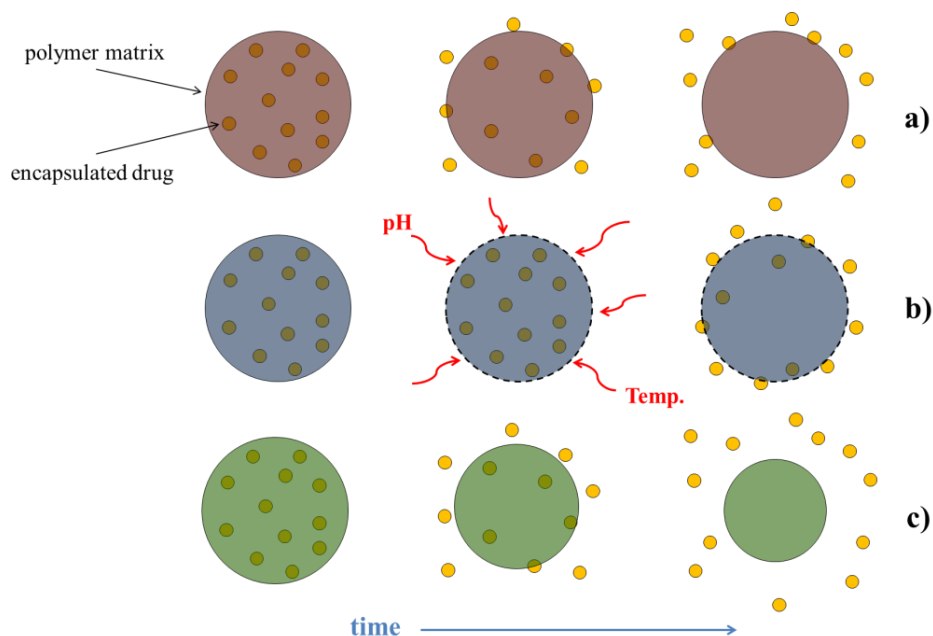 polymer matrix
encapsulated drug
a)
pH
b)
Temp.
c)
time